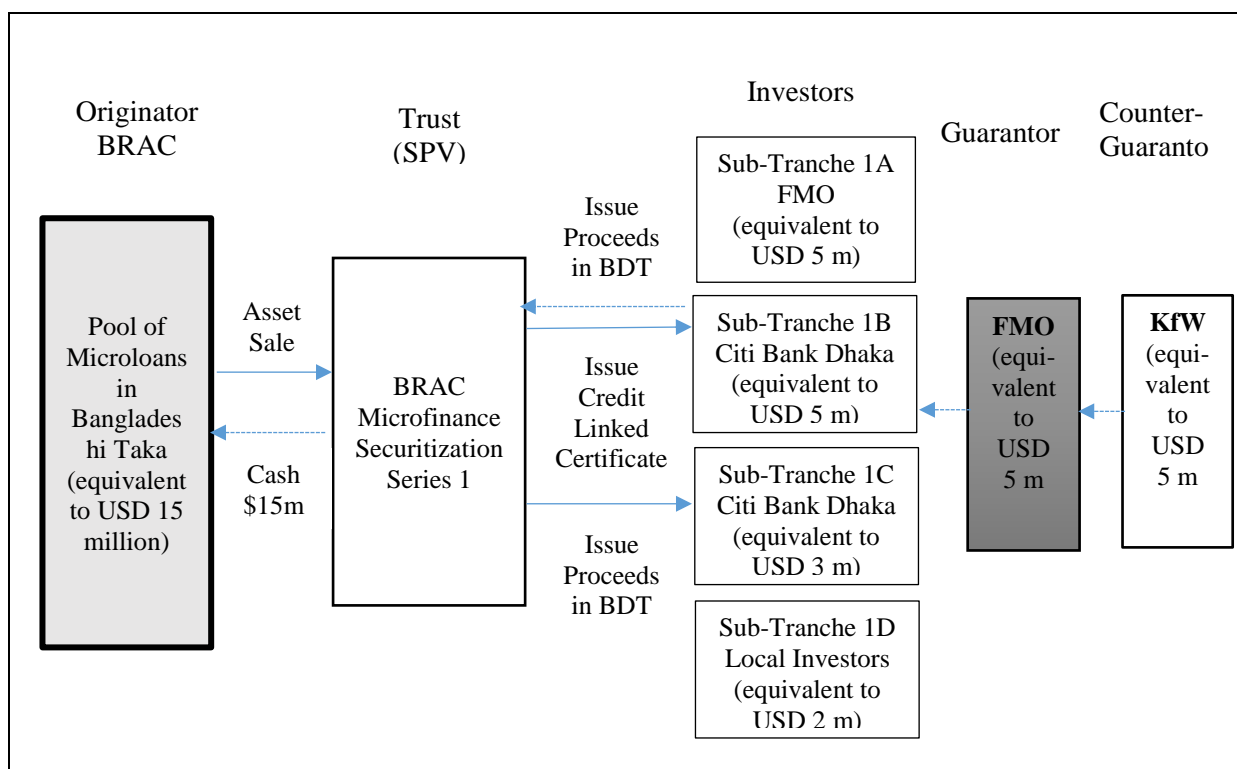 Originator
BRAC
Pool of
Microloans
in
Banglades
hi Taka
(equivalent
to USD 15
million)
Asset
Sale
Cash
$15m
Trust
(SPV)
BRAC
Microfinance
Securitization
Series 1
Issue
Proceeds
in BDT
Issue
Credit
Linked
Certificate
Issue
Proceeds
in BDT
Investors
Sub-Tranche 1A
FMO
(equivalent to
USD 5 m)
Sub-Tranche 1B
Citi Bank Dhaka
(equivalent to
USD 5 m)
Sub-Tranche 1C
Citi Bank Dhaka
(equivalent to
USD 3 m)
Sub-Tranche 1D
Local Investors
(equivalent to
USD 2 m)
Guarantor
FMO
(equi-
valent
to
USD
5 m
Counter-
Guaranto
KfW
(equi-
valent
to
USD
5 m